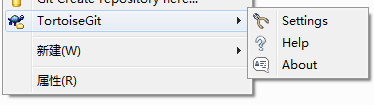 Git Create repository here...
TortoiseGit
新建(W)
属性(R)
Settings
Help
About